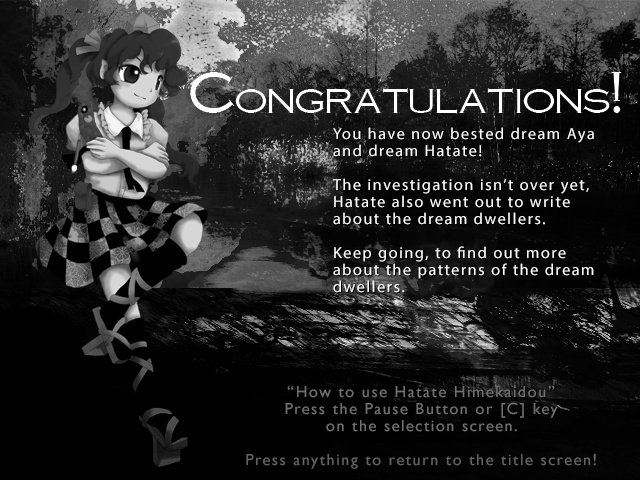 Congratulations!
You have now bested dream Aya
and dream Hatate!
The investigation isn't over yet,
Hatate also went out to write
about the dream dwellers.
Keep going, to find out more
about the patterns of the dream
dwellers.
“How to use Hatate Himekaidou”
Press the Pause Button or [C] key
on the selection screen.
Press anything to return to the title screen!